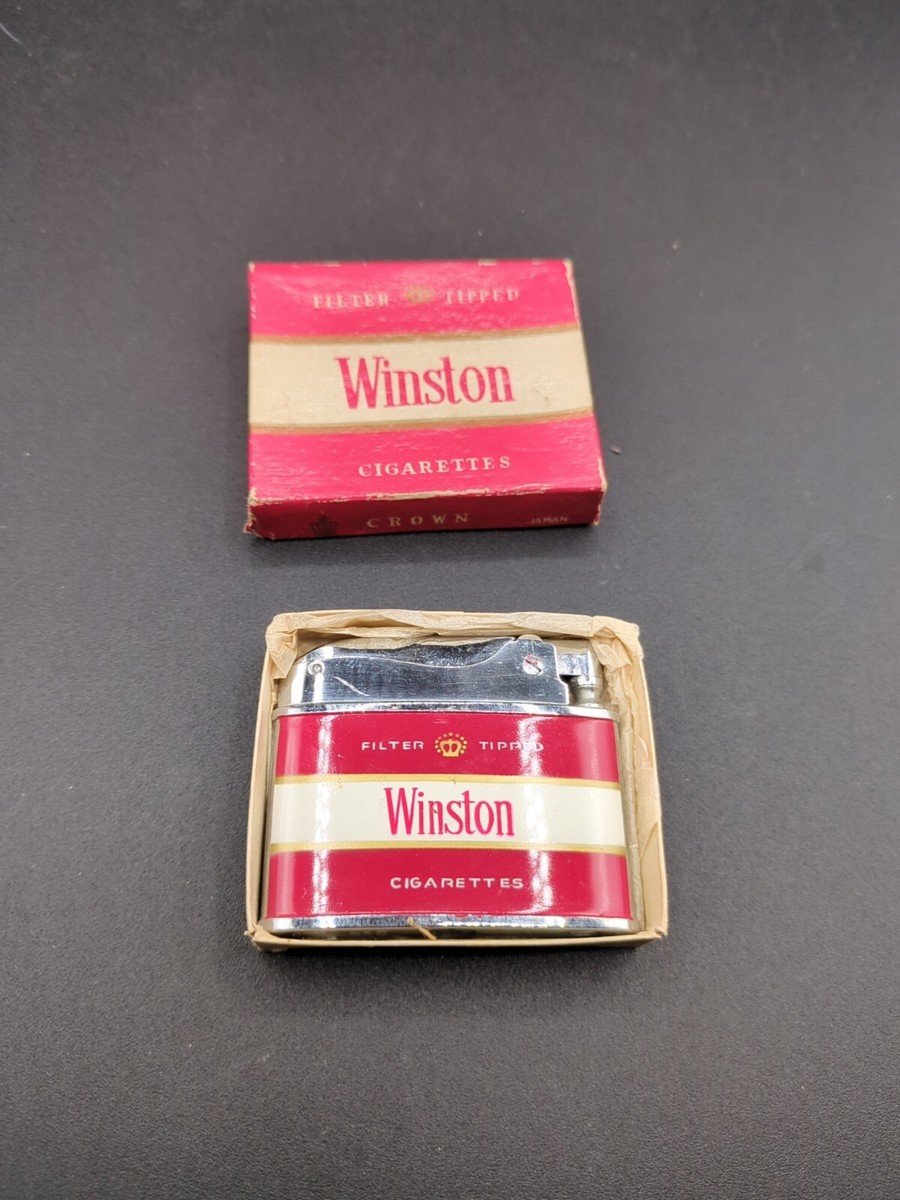 FILTER TIPPED
Winston
CIGARETTES
CROWN JAPAN
FILTER TIPPED
Winston
CIGARETTES